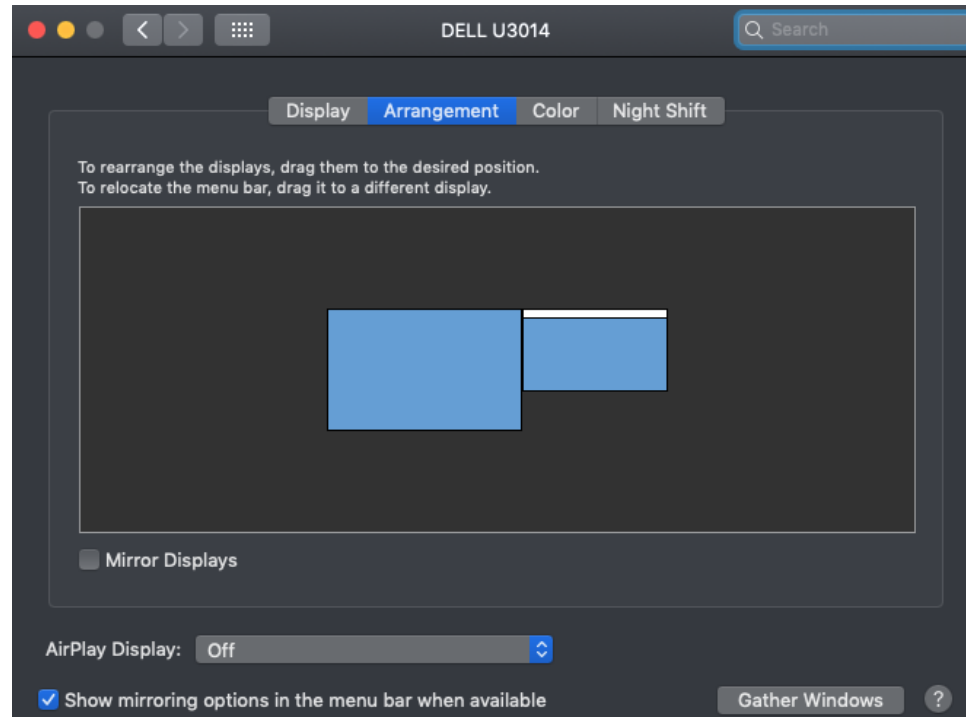 DELL U3014
Search
Display Arrangement Color Night Shift
To rearrange the displays, drag them to the desired position.
To relocate the menu bar, drag it to a different display.
Mirror Displays
AirPlay Display: Off
Show mirroring options in the menu bar when available
Gather Windows ?